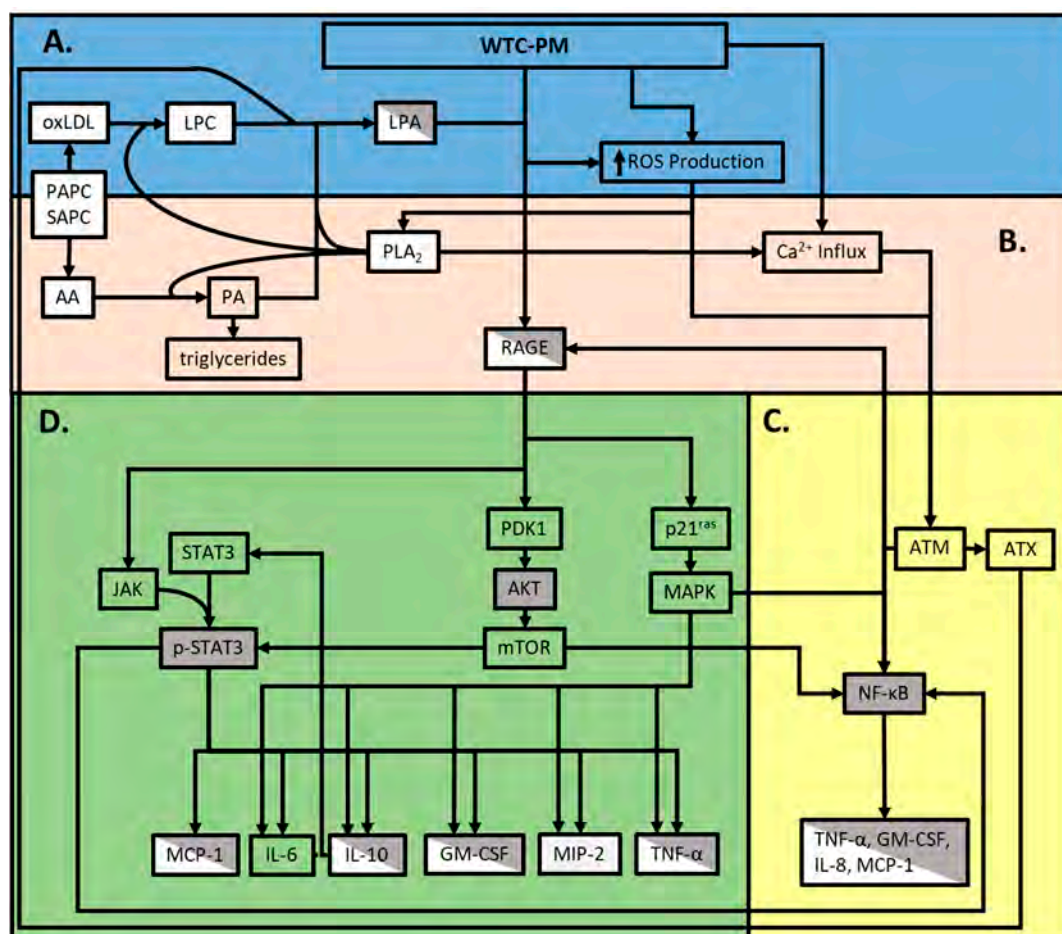 A.
WTC-PM
oxLDL
LPC
LPA
ROS Production
PAPC
SAPC
B.
PLA₂
Ca²⁺ Influx
AA
PA
RAGE
triglycerides
D.
C.
PDK1
p21ʳᵃˢ
STAT3
ATM
ATX
JAK
AKT
MAPK
p-STAT3
mTOR
NF-κB
MCP-1
IL-6
IL-10
GM-CSF
MIP-2
TNF-α
TNF-α, GM-CSF,
IL-8, MCP-1